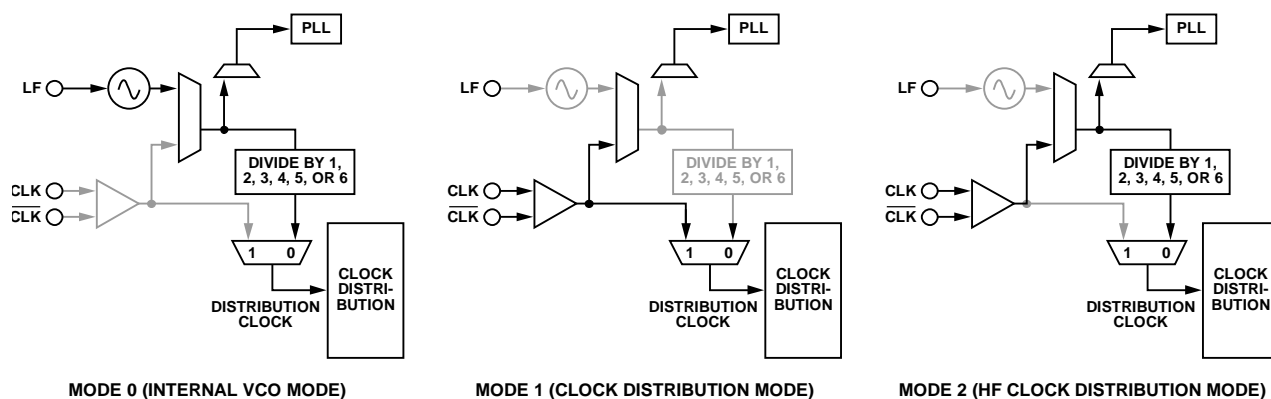 PLL
LF
DIVIDE BY 1,
2, 3, 4, 5, OR 6
CLK
CLK
1 0
CLOCK
DISTRI-
BUTION
DISTRIBUTION
CLOCK
MODE 0 (INTERNAL VCO MODE)
PLL
LF
DIVIDE BY 1,
2, 3, 4, 5, OR 6
CLK
CLK
1 0
CLOCK
DISTRI-
BUTION
DISTRIBUTION
CLOCK
MODE 1 (CLOCK DISTRIBUTION MODE)
PLL
LF
DIVIDE BY 1,
2, 3, 4, 5, OR 6
CLK
CLK
1 0
CLOCK
DISTRI-
BUTION
DISTRIBUTION
CLOCK
MODE 2 (HF CLOCK DISTRIBUTION MODE)